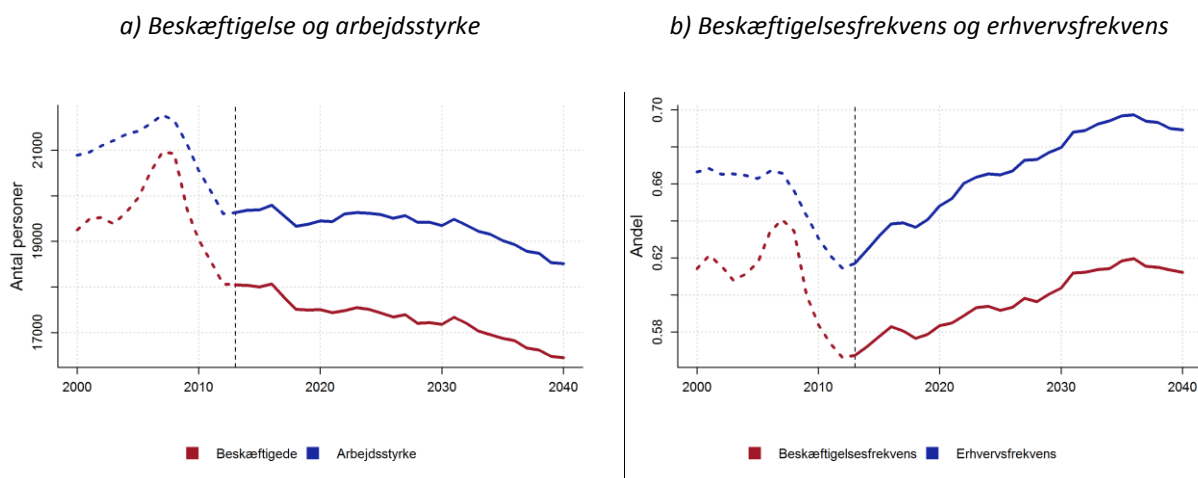 a) Beskæftigelse og arbejdsstyrke
Antal personer
21000
19000
17000
2000 2010 2020 2030 2040
Beskæftigede Arbejdsstyrke
b) Beskæftigelsesfrekvens og erhvervsfrekvens
Andel
0.70
0.66
0.62
0.58
2000 2010 2020 2030 2040
Beskæftigelsesfrekvens Erhvervsfrekvens